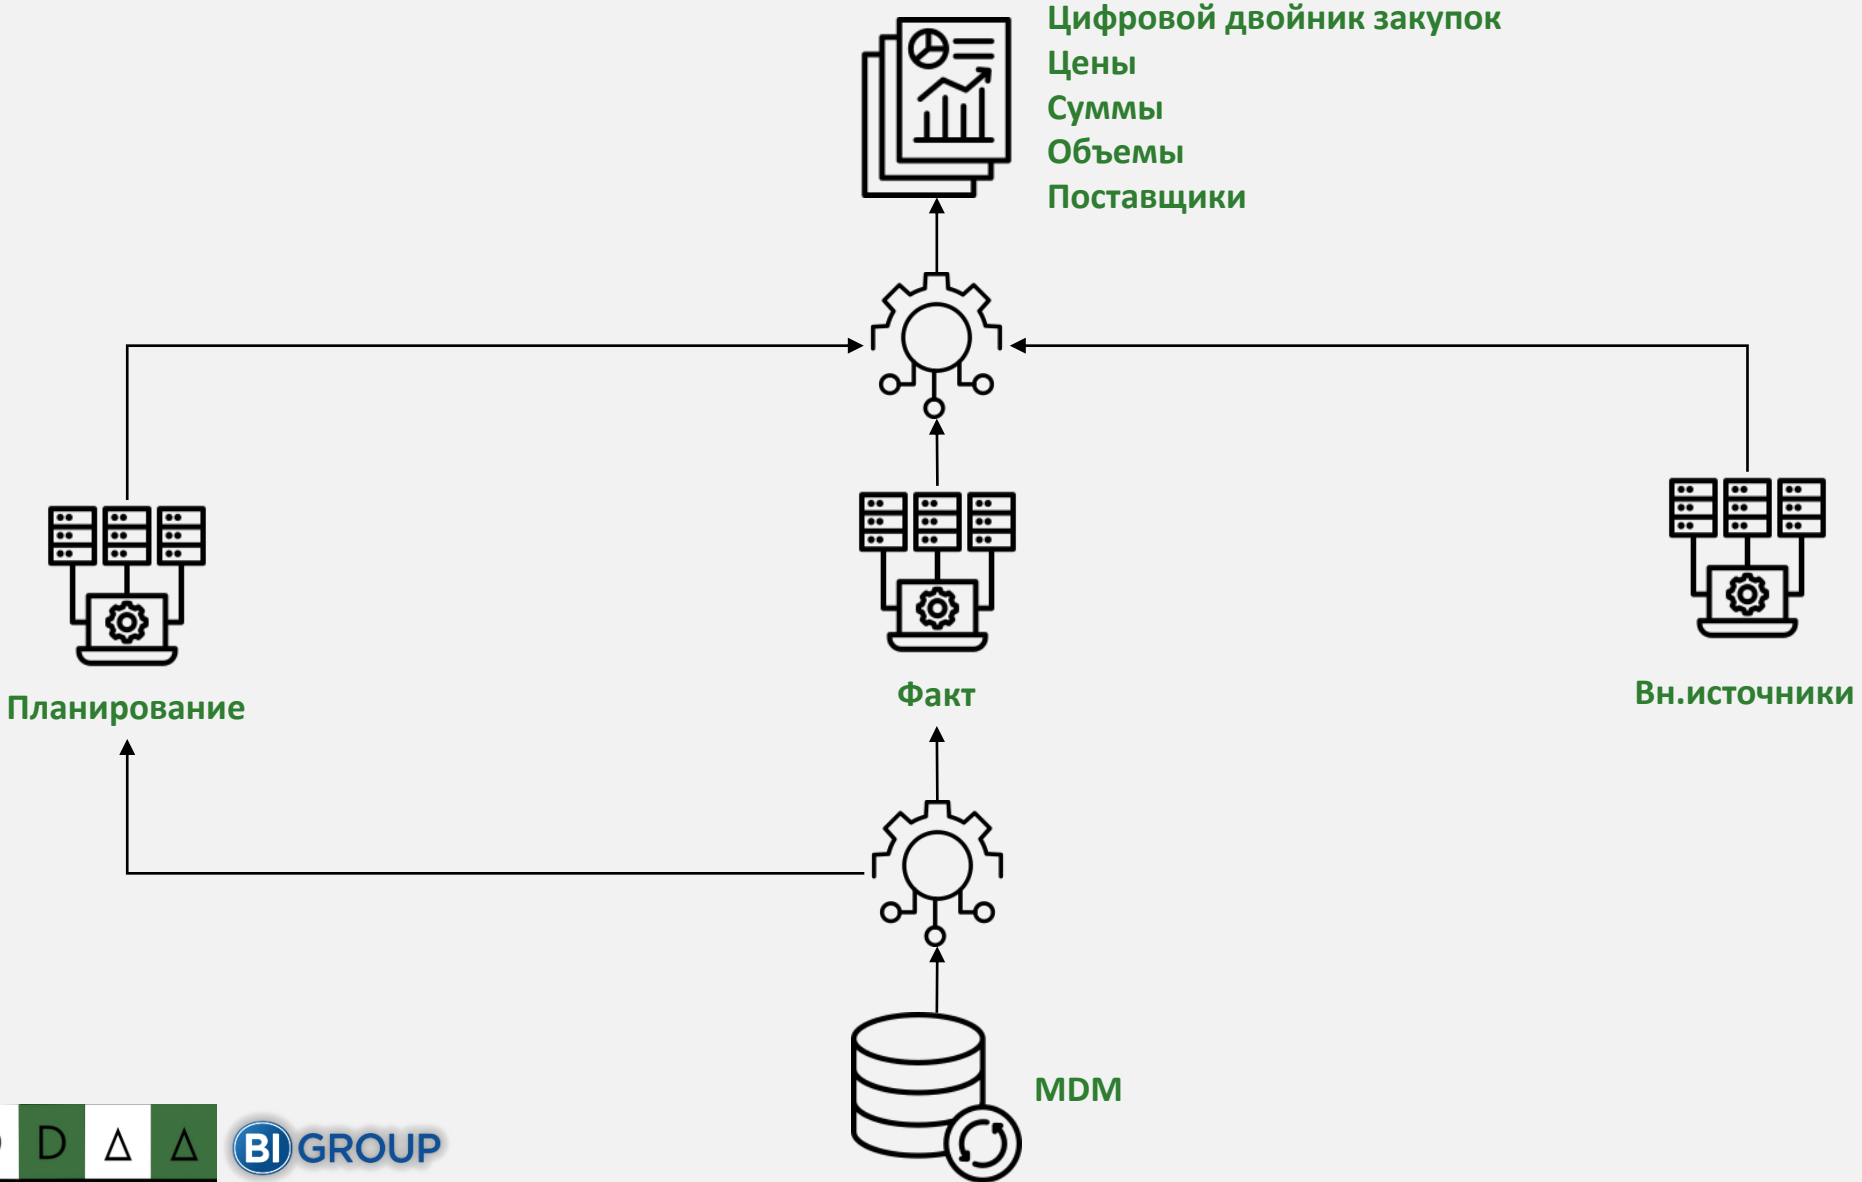 Цифровой двойник закупок
Цены
Суммы
Объемы
Поставщики
Планирование
Факт
Вн.источники
MDM
D Δ Δ
BI GROUP